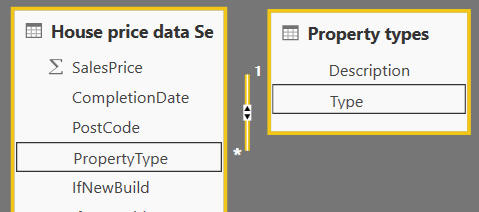 House price data Se
SalesPrice
CompletionDate
PostCode
PropertyType
IfNewBuild
1
*
Property types
Description
Type